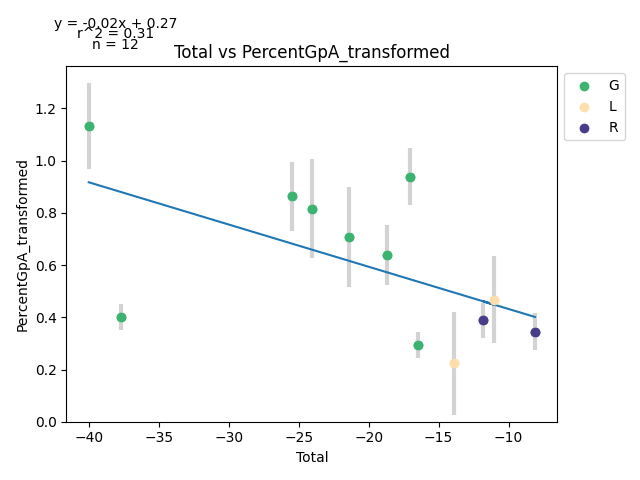 y = -0.02x + 0.27
r^2 = 0.31
n = 12
Total vs PercentGpA_transformed
G
L
R
PercentGpA_transformed
1.2
1.0
0.8
0.6
0.4
0.2
0.0
−40
−35
−30
−25
−20
−15
−10
Total